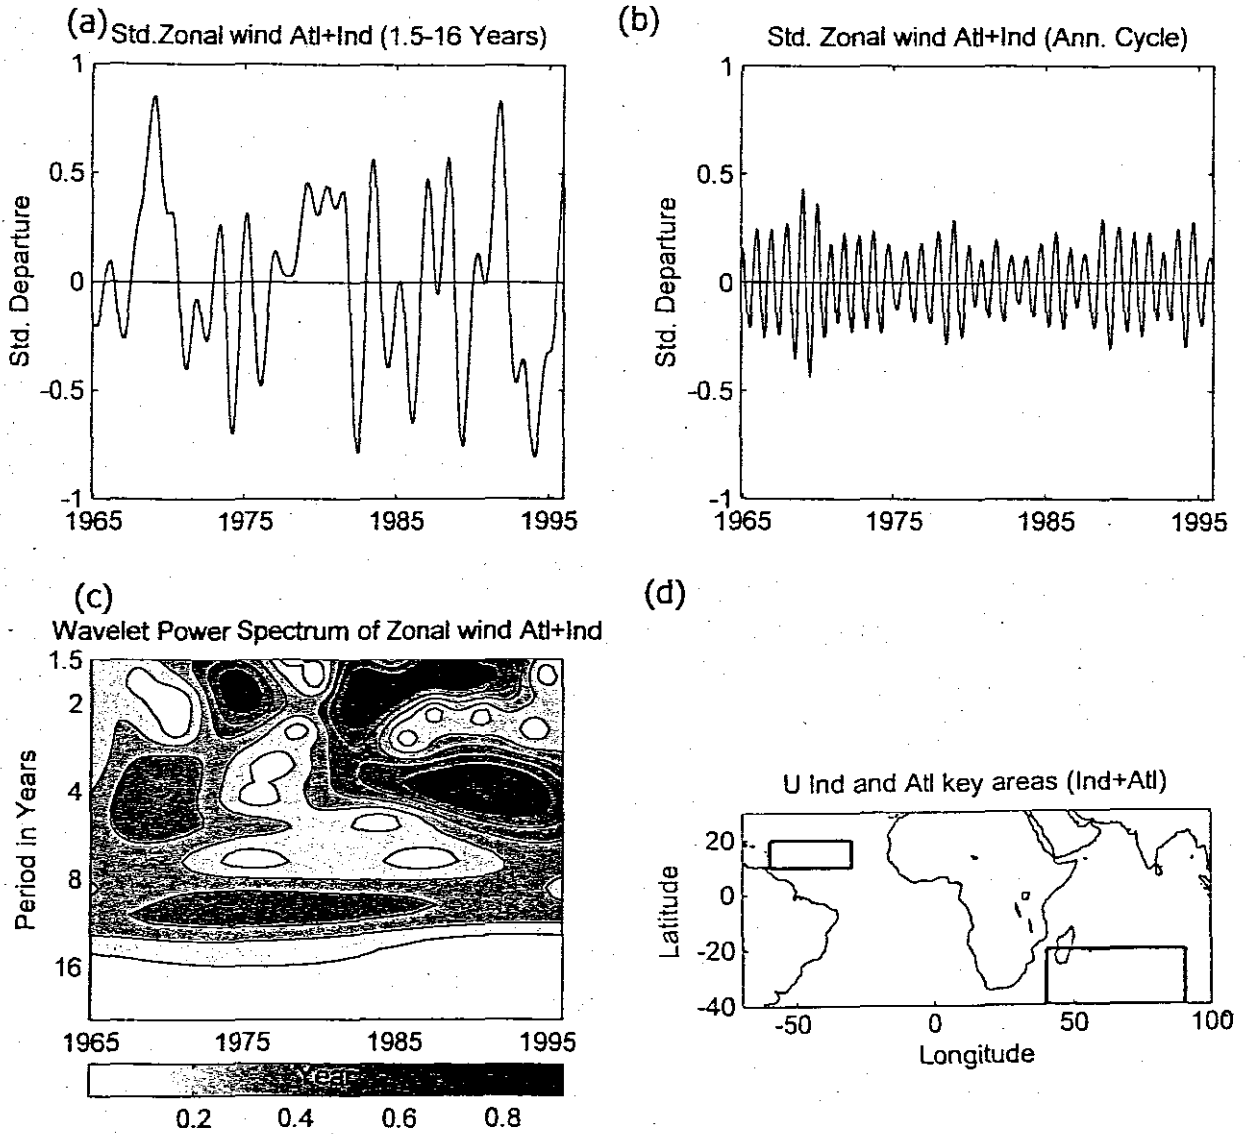 (a) Std.Zonal wind Atl+Ind (1.5-16 Years)
1
0.5
0
-0.5
-1
Std. Departure
1965 1975 1985 1995
(b)
Std. Zonal wind Atl+Ind (Ann. Cycle)
1
0.5
0
-0.5
-1
Std. Departure
1965 1975 1985 1995
(c)
Wavelet Power Spectrum of Zonal wind Atl+Ind
1.5
2
4
8
16
Period in Years
1965 1975 1985 1995
Year
0.2 0.4 0.6 0.8
(d)
U Ind and Atl key areas (Ind+Atl)
20
0
-20
-40
Latitude
-50 0 50 100
Longitude